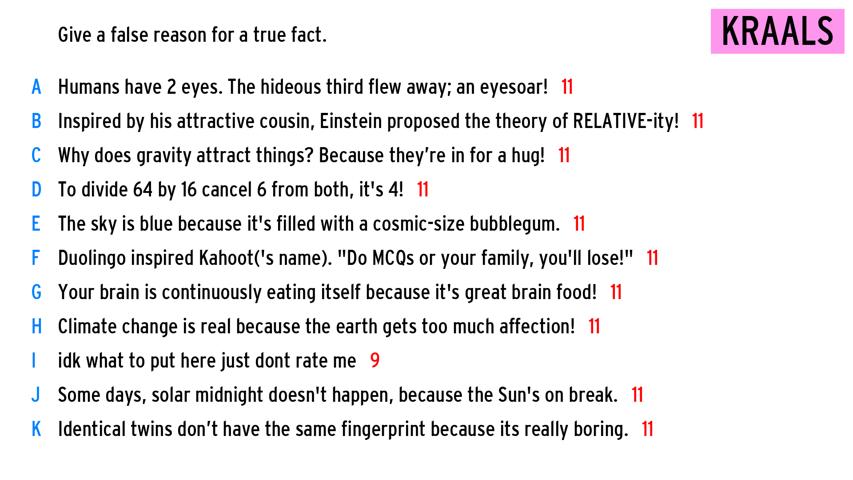 Give a false reason for a true fact.
KRAALS
A Humans have 2 eyes. The hideous third flew away; an eyesoar! 11
B Inspired by his attractive cousin, Einstein proposed the theory of RELATIVE-ity! 11
C Why does gravity attract things? Because they’re in for a hug! 11
D To divide 64 by 16 cancel 6 from both, it's 4! 11
E The sky is blue because it's filled with a cosmic-size bubblegum. 11
F Duolingo inspired Kahoot('s name). "Do MCQs or your family, you'll lose!" 11
G Your brain is continuously eating itself because it's great brain food! 11
H Climate change is real because the earth gets too much affection! 11
I idk what to put here just dont rate me 9
J Some days, solar midnight doesn't happen, because the Sun's on break. 11
K Identical twins don’t have the same fingerprint because its really boring. 11